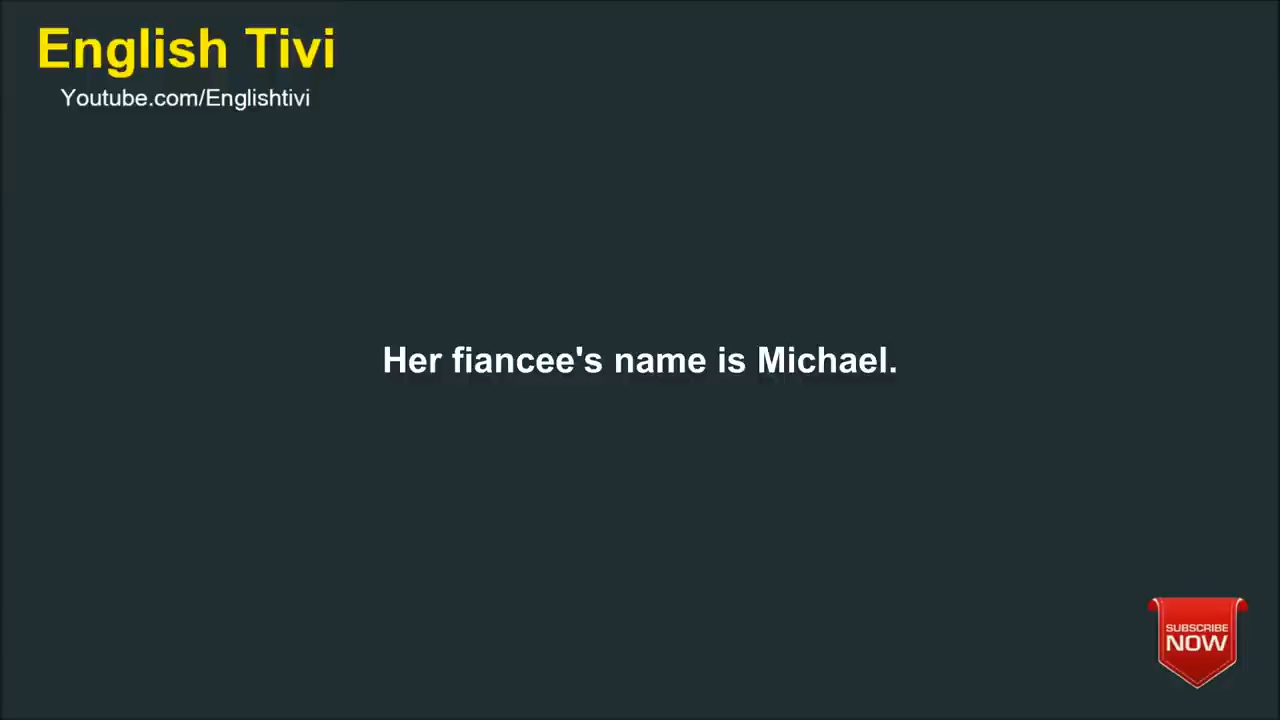 English Tivi
Youtube.com/Englishtivi
Her fiancee's name is Michael.
SUBSCRIBE
NOW